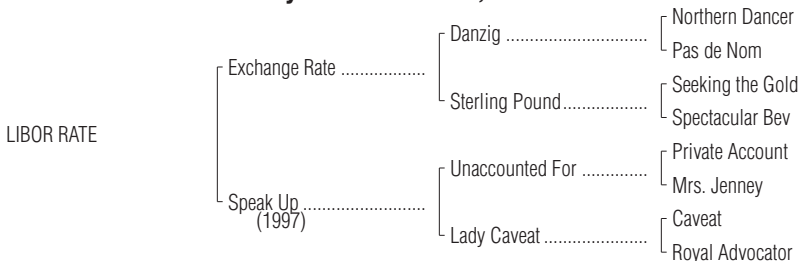 Northern Dancer
Danzig ..............................
Pas de Nom
Exchange Rate ..................
Seeking the Gold
Sterling Pound..................
Spectacular Bev
LIBOR RATE
Private Account
Unaccounted For ..............
Mrs. Jenney
Speak Up ..........................
(1997)
Caveat
Lady Caveat ......................
Royal Advocator